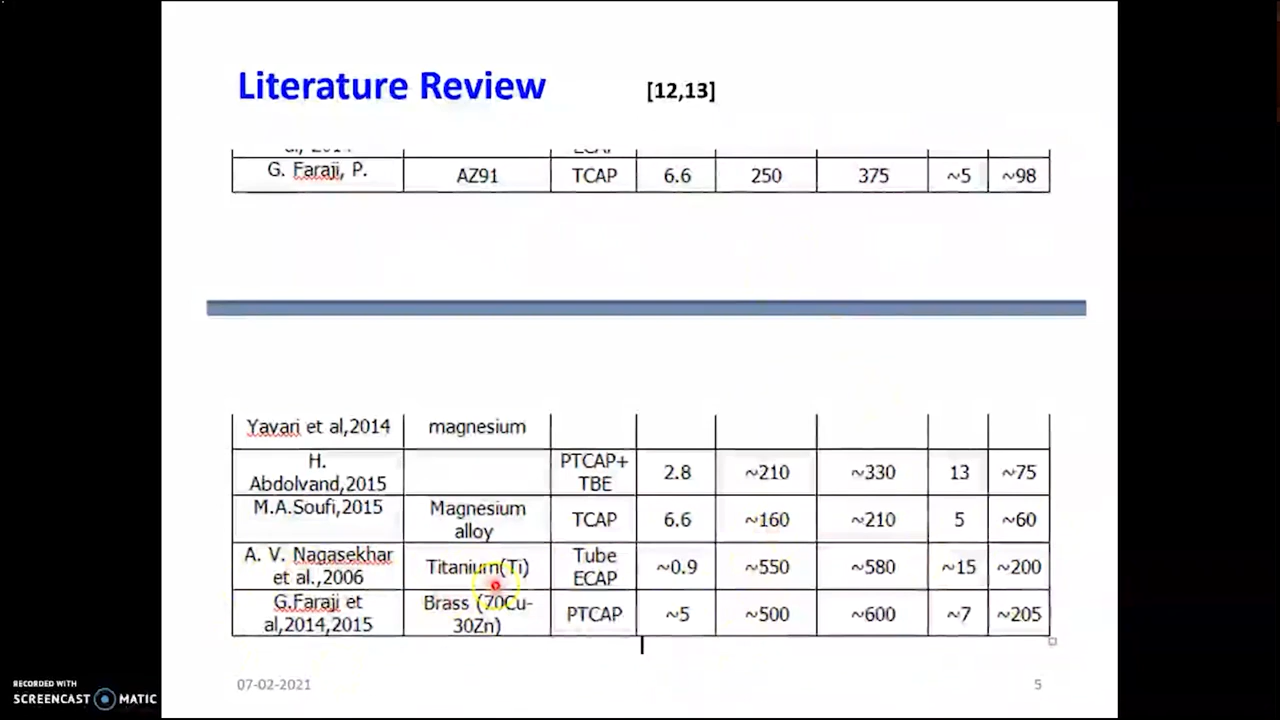 Literature Review [12,13]
G. Faraji, P. AZ91 TCAP 6.6 250 375 ~5 ~98
Yavari et al,2014 magnesium
H. Abdolvand,2015 PTCAP+ TBE 2.8 ~210 ~330 13 ~75
M.A.Soufi,2015 Magnesium alloy TCAP 6.6 ~160 ~210 5 ~60
A. V. Nagasekhar et al.,2006 Titanium(Ti) Tube ECAP ~0.9 ~550 ~580 ~15 ~200
G.Faraji et al,2014,2015 Brass (70Cu-30Zn) PTCAP ~5 ~500 ~600 ~7 ~205
07-02-2021 5
RECORDED WITH
SCREENCAST MATIC